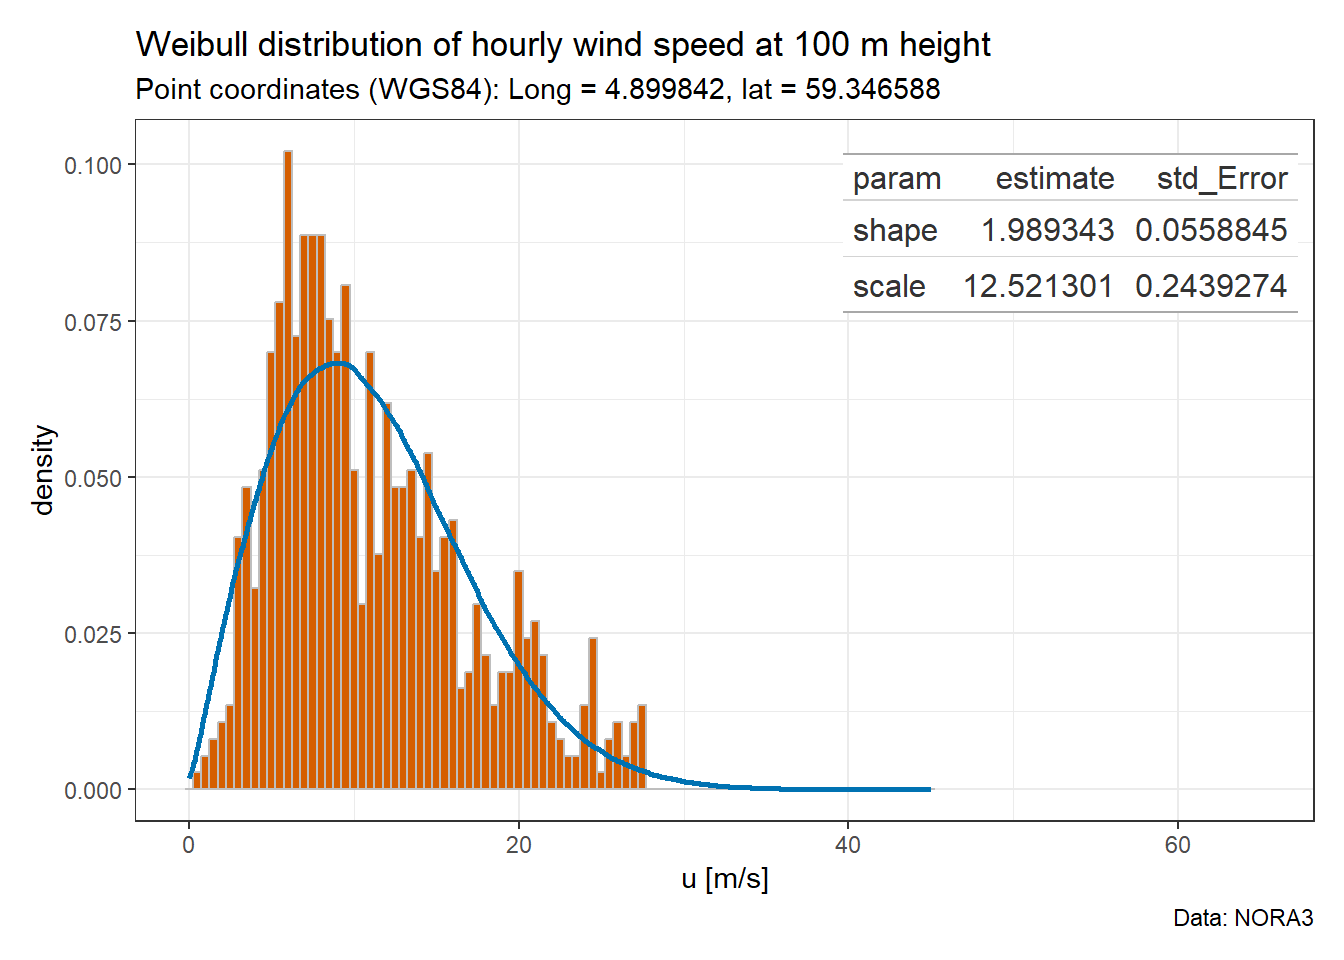 Weibull distribution of hourly wind speed at 100 m height
Point coordinates (WGS84): Long = 4.899842, lat = 59.346588
param estimate std_Error
shape 1.989343 0.0558845
scale 12.521301 0.2439274
0.100
0.075
0.050
0.025
0.000
density
0 20 40 60
u [m/s]
Data: NORA3